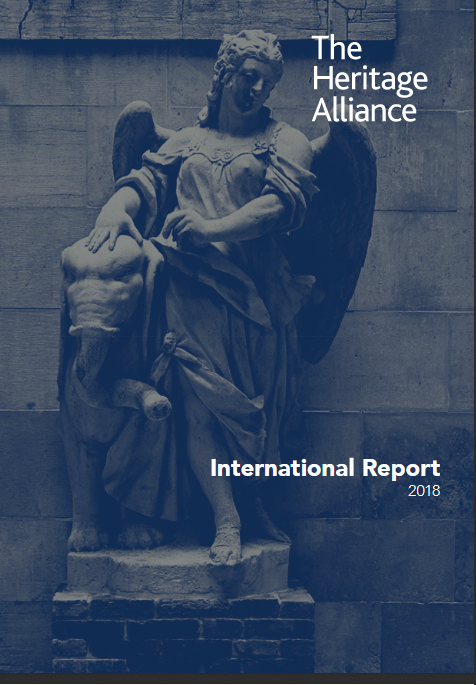 The
Heritage
Alliance
International Report
2018